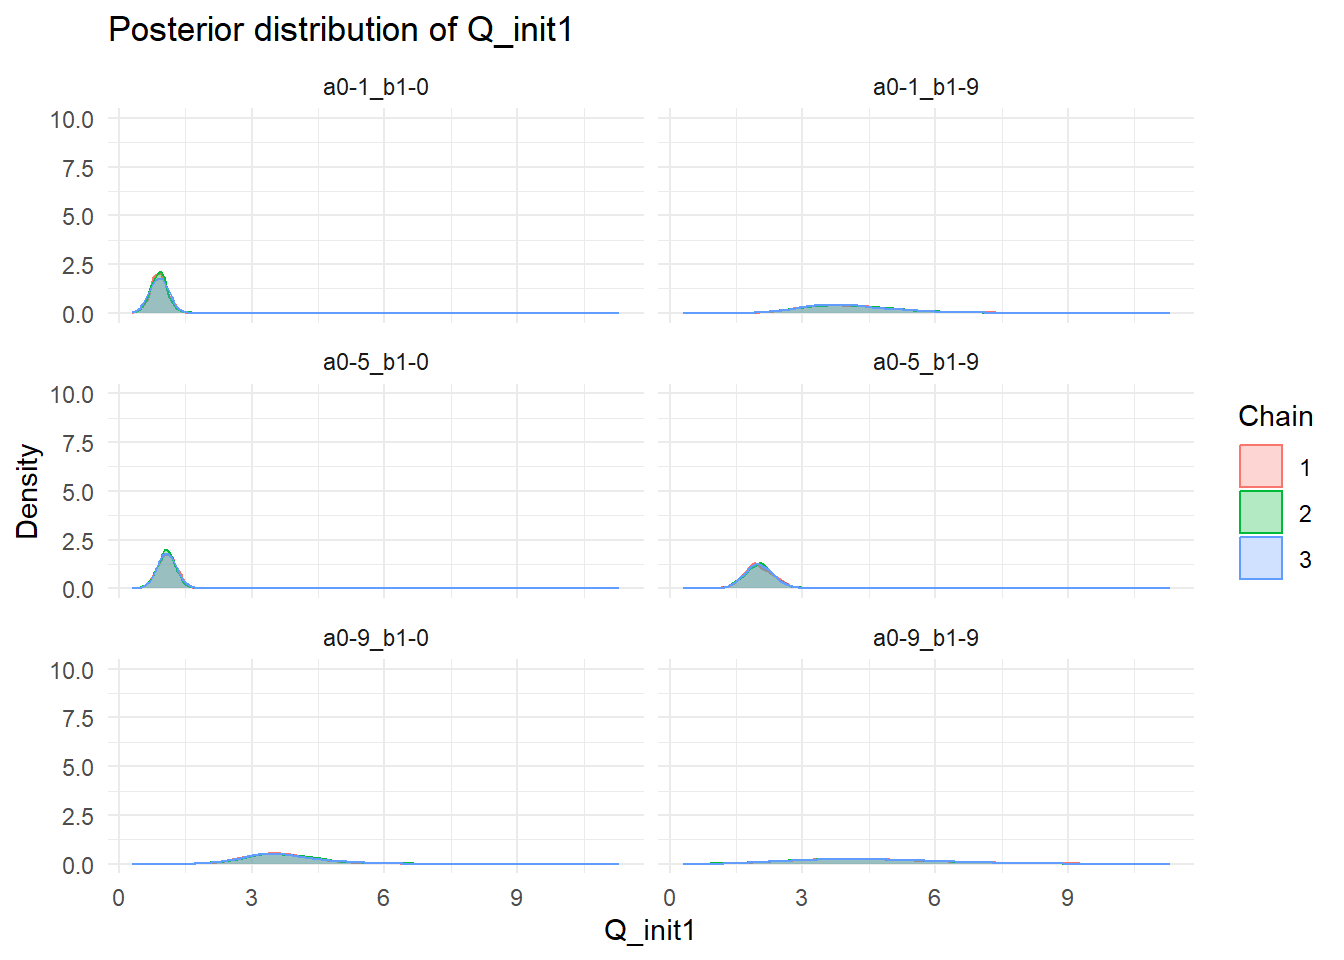 Posterior distribution of Q_init1
a0-1_b1-0 a0-1_b1-9
10.0
7.5
5.0
2.5
0.0
a0-5_b1-0 a0-5_b1-9
10.0
7.5
5.0
2.5
0.0
a0-9_b1-0 a0-9_b1-9
10.0
7.5
5.0
2.5
0.0
0 3 6 9 0 3 6 9
Q_init1
Density
Chain
1
2
3